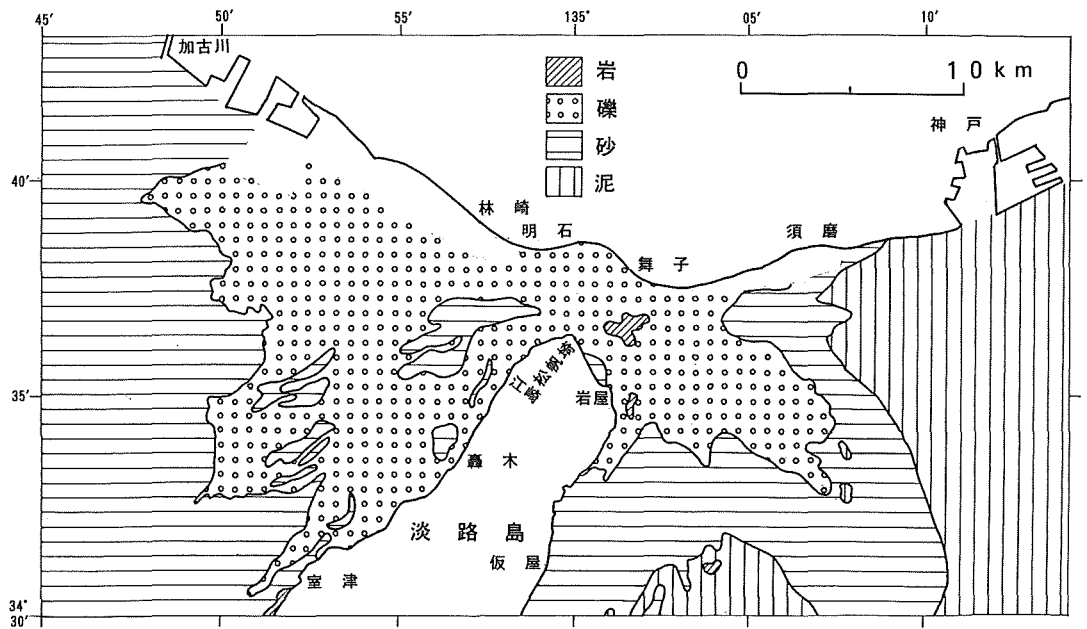 45′ 50′ 55′ 135° 05′ 10′
加古川
岩
礫
砂
泥
0 10km
神戸
40′
林崎
明石
須磨
舞子
江崎
松帆埼
岩屋
35′
轟木
淡路島
仮屋
室津
34°
30′